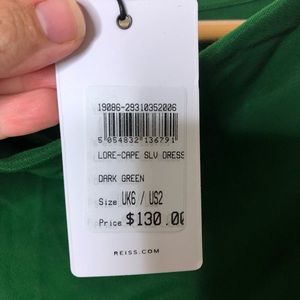 19086-29310352006
5 054832 136791
LORE-CAPE SLV DRESS
DARK GREEN
Size UK6 / US2
Price $130.00
REISS.COM